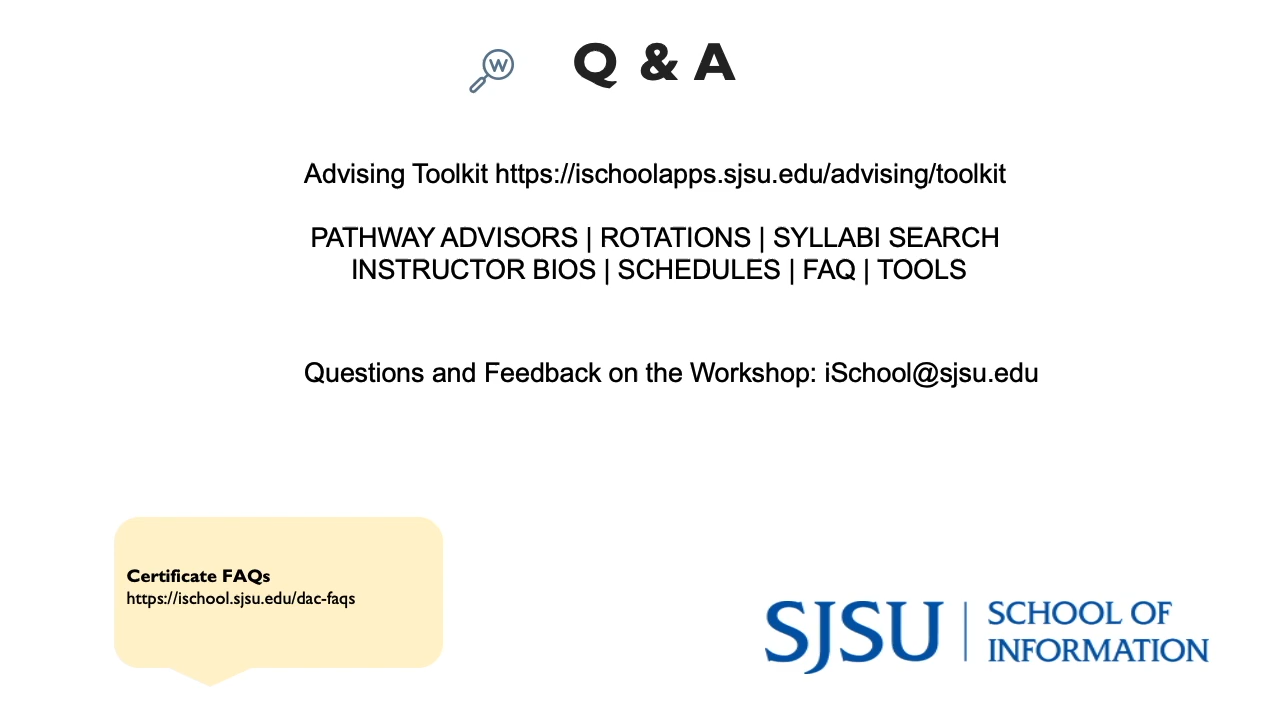 W
Q & A
Advising Toolkit https://ischoolapps.sjsu.edu/advising/toolkit
PATHWAY ADVISORS | ROTATIONS | SYLLABI SEARCH
INSTRUCTOR BIOS | SCHEDULES | FAQ | TOOLS
Questions and Feedback on the Workshop: iSchool@sjsu.edu
Certificate FAQs
https://ischool.sjsu.edu/dac-faqs
SJSU | SCHOOL OF
INFORMATION